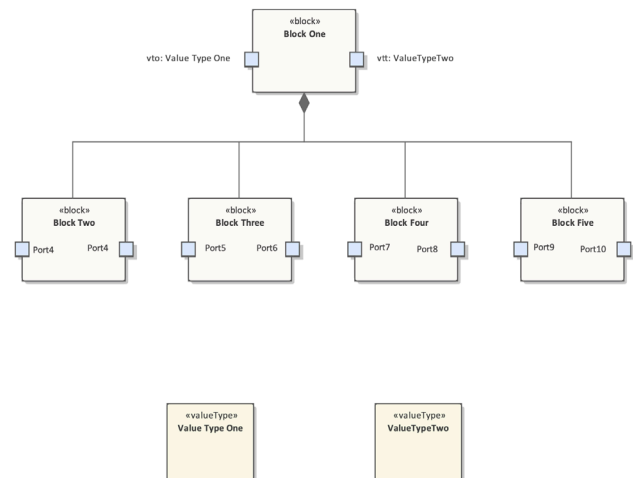 «block»
Block One
vto: Value Type One
vtt: ValueTypeTwo
«block»
Block Two
Port4
Port4
«block»
Block Three
Port5
Port6
«block»
Block Four
Port7
Port8
«block»
Block Five
Port9
Port10
«valueType»
Value Type One
«valueType»
ValueTypeTwo